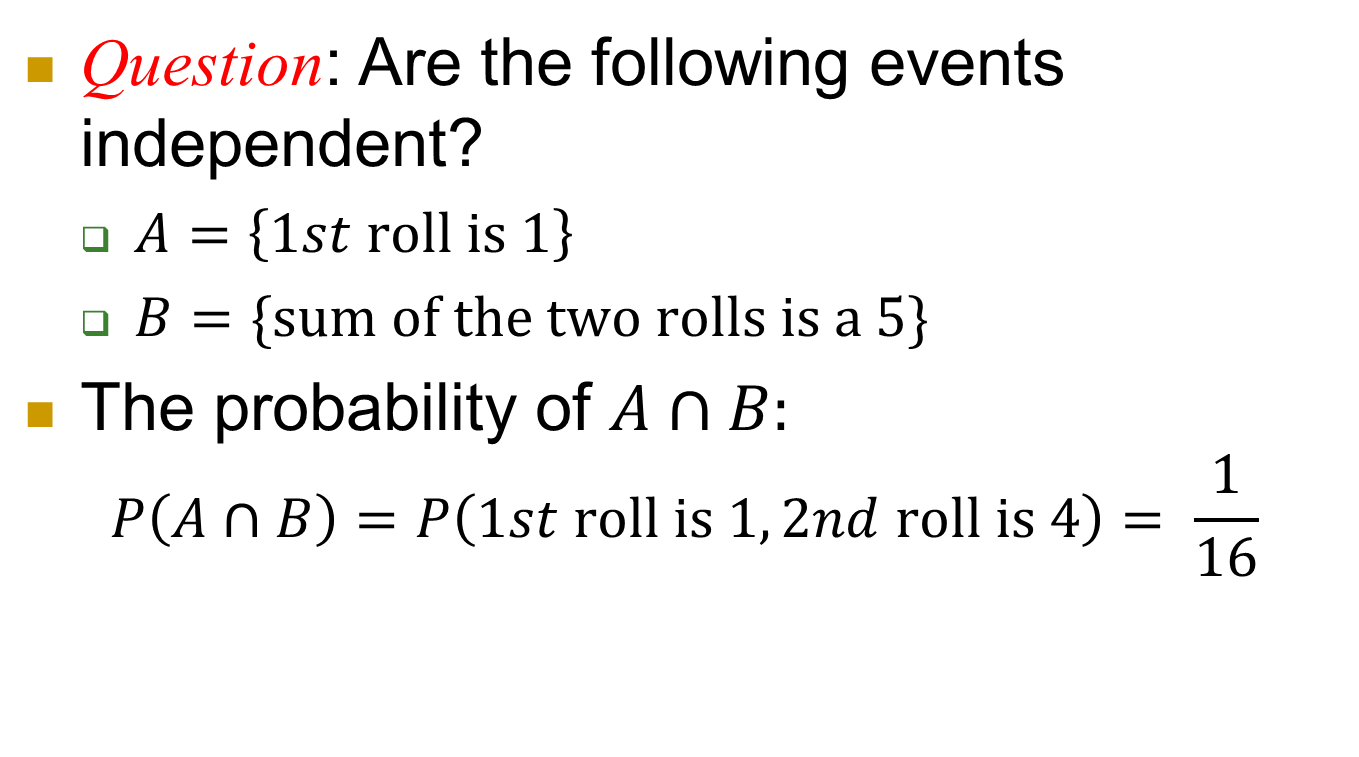 Question: Are the following events
independent?
A = {1st roll is 1}
B = {sum of the two rolls is a 5}
The probability of A ∩ B:
P(A ∩ B) = P(1st roll is 1, 2nd roll is 4) = 1/16